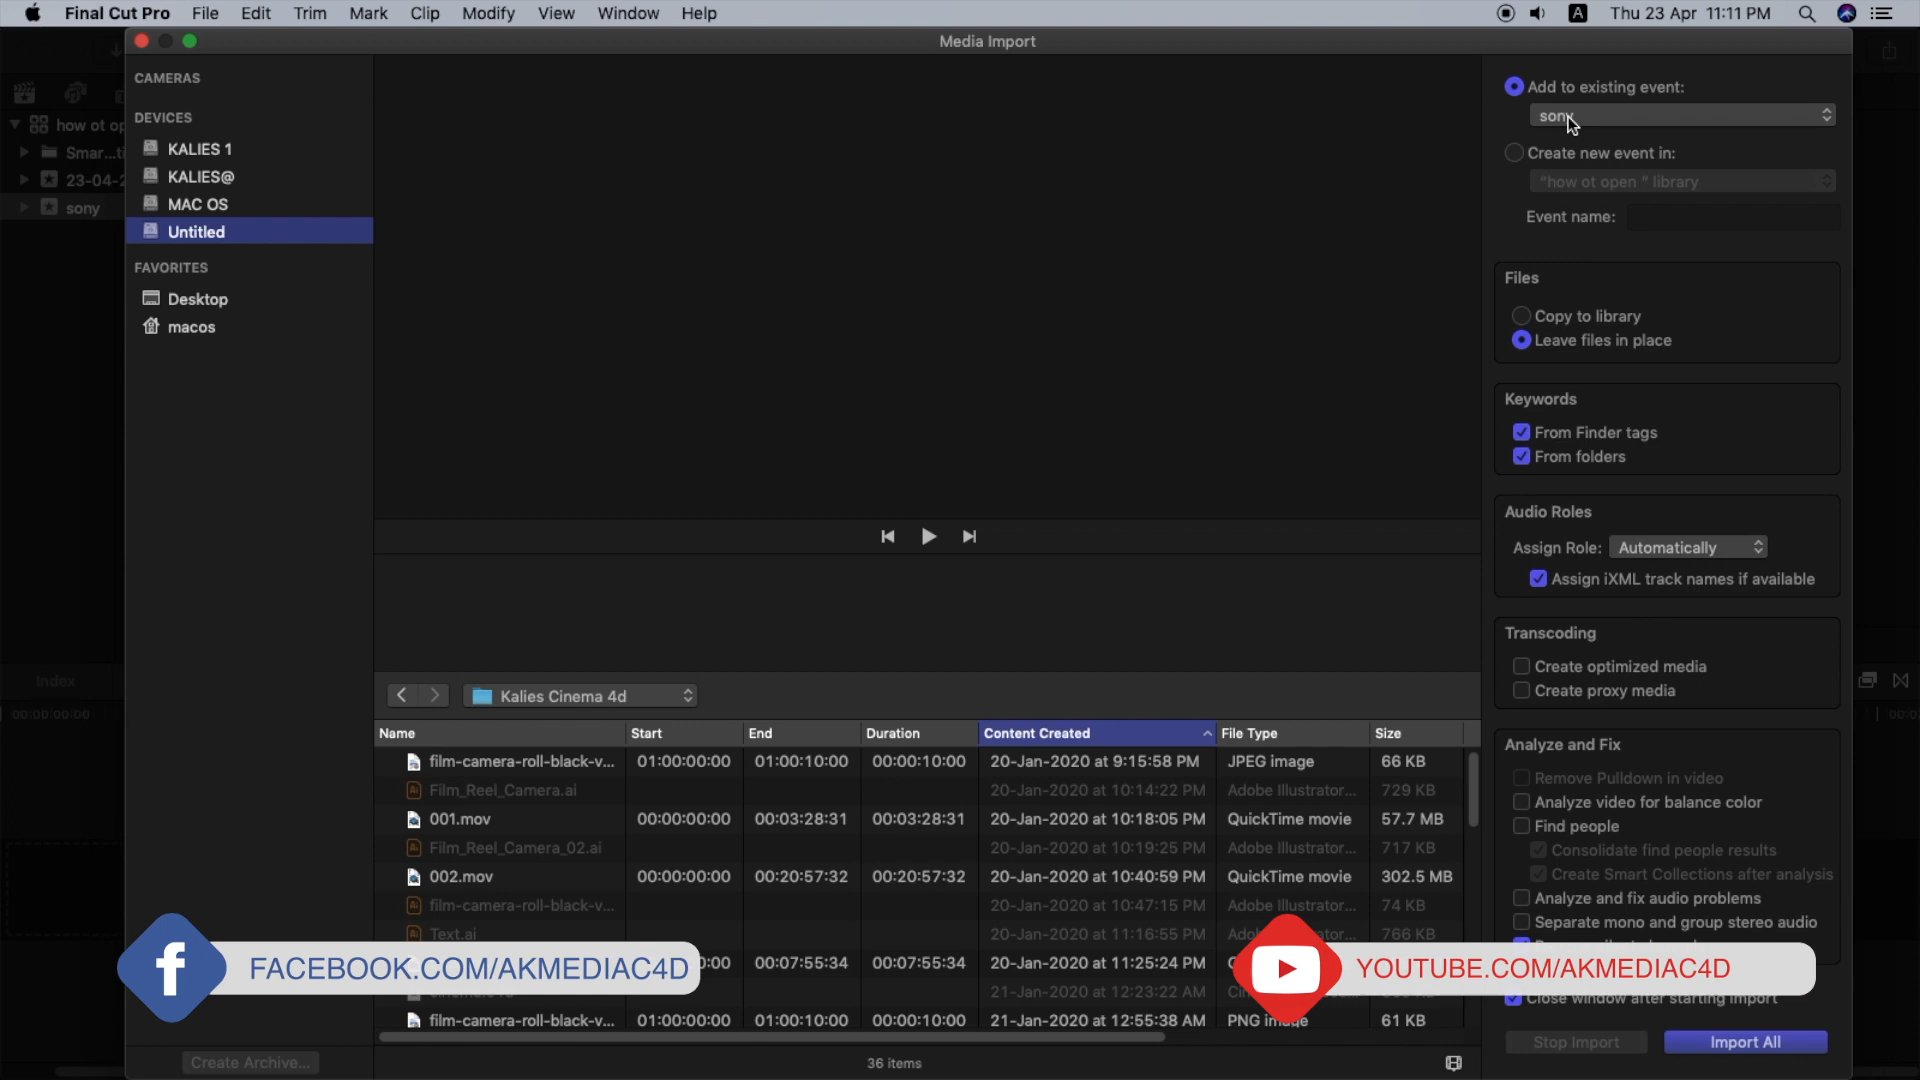 Final Cut Pro File Edit Trim Mark Clip Modify View Window Help
A Thu 23 Apr 11:11 PM
Media Import
how ot op
Smar...ti
23-04-2
sony
Index
00:00:00:00
CAMERAS
DEVICES
KALIES 1
KALIES@
MAC OS
Untitled
FAVORITES
Desktop
macos
Create Archive...
Kalies Cinema 4d
Name Start End Duration Content Created File Type Size
film-camera-roll-black-v... 01:00:00:00 01:00:10:00 00:00:10:00 20-Jan-2020 at 9:15:58 PM JPEG image 66 KB
Film_Reel_Camera.ai 20-Jan-2020 at 10:14:22 PM Adobe Illustrator... 729 KB
001.mov 00:00:00:00 00:03:28:31 00:03:28:31 20-Jan-2020 at 10:18:05 PM QuickTime movie 57.7 MB
Film_Reel_Camera_02.ai 20-Jan-2020 at 10:19:25 PM Adobe Illustrator... 717 KB
002.mov 00:00:00:00 00:20:57:32 00:20:57:32 20-Jan-2020 at 10:40:59 PM QuickTime movie 302.5 MB
film-camera-roll-black-v... 20-Jan-2020 at 10:47:15 PM Adobe Illustrator... 74 KB
Text.ai 20-Jan-2020 at 11:16:55 PM 766 KB
00:07:55:34 00:07:55:34 20-Jan-2020 at 11:25:24 PM
21-Jan-2020 at 12:23:22 AM
film-camera-roll-black-v... 01:00:00:00 01:00:10:00 00:00:10:00 21-Jan-2020 at 12:55:38 AM PNG image 61 KB
36 items
Add to existing event:
sony
Create new event in:
"how ot open " library
Event name:
Files
Copy to library
Leave files in place
Keywords
From Finder tags
From folders
Audio Roles
Assign Role: Automatically
Assign iXML track names if available
Transcoding
Create optimized media
Create proxy media
Analyze and Fix
Remove Pulldown in video
Analyze video for balance color
Find people
Consolidate find people results
Create Smart Collections after analysis
Analyze and fix audio problems
Separate mono and group stereo audio
Close window after starting import
Stop Import Import All
f FACEBOOK.COM/AKMEDIAC4D
YOUTUBE.COM/AKMEDIAC4D